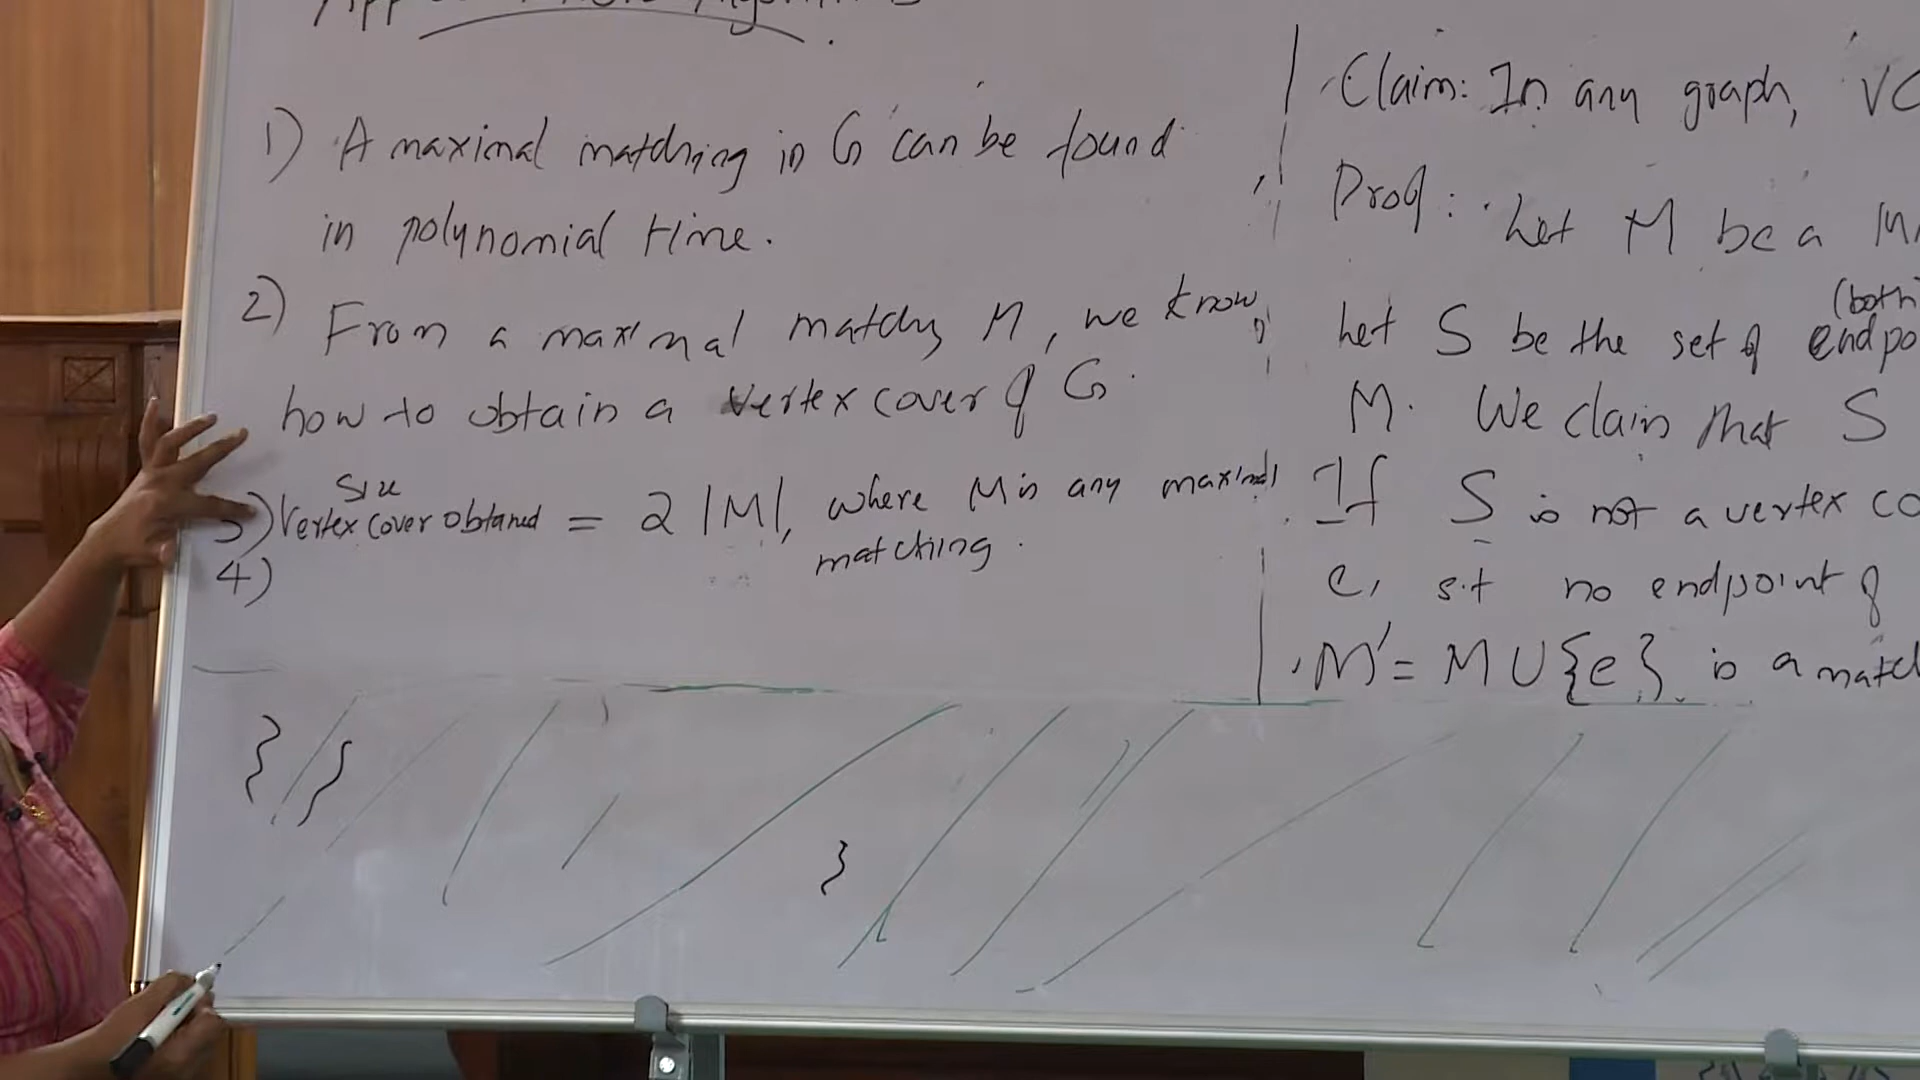 1) A maximal matching in G can be found
in polynomial time.
2) From a maximal matchg M, we know
how to obtain a vertex cover of G.
Size
3) Vertex cover obtained = 2 |M|, where M is any maximal
matching.
4)
Claim: In any graph, VC
Proof: Let M be a
(both
Let S be the set of endpo
M. We claim that S
If S is not a vertex co
e, s.t no endpoint of
M' = M ∪ {e} is a match